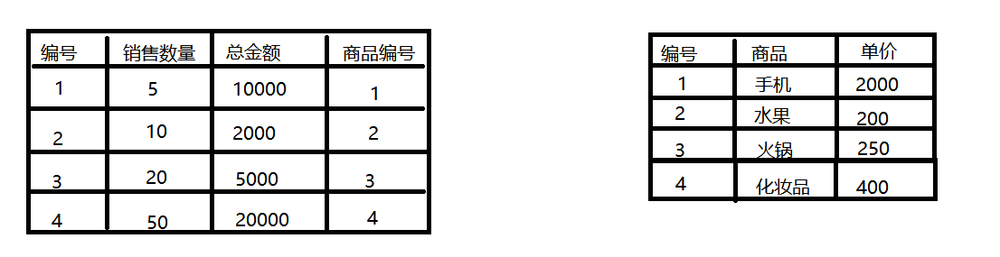 编号 销售数量 总金额 商品编号
1 5 10000 1
2 10 2000 2
3 20 5000 3
4 50 20000 4
编号 商品 单价
1 手机 2000
2 水果 200
3 火锅 250
4 化妆品 400